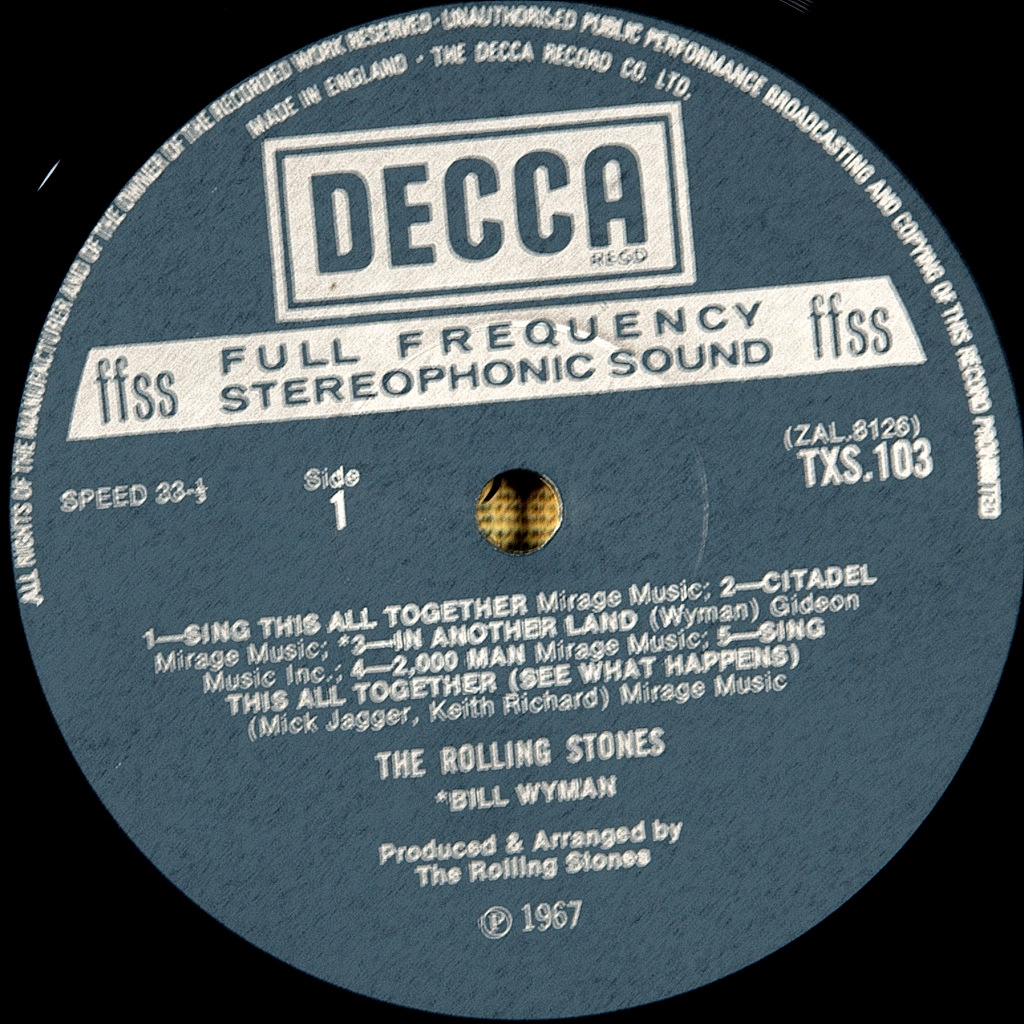 ALL RIGHTS OF THE MANUFACTURERS AND OF THE OWNER OF THE RECORDED WORK RESERVED · UNAUTHORISED PUBLIC PERFORMANCE BROADCASTING AND COPYING OF THIS RECORD PROHIBITED
MADE IN ENGLAND · THE DECCA RECORD CO. LTD.
DECCA
REGD
ffss FULL FREQUENCY ffss
STEREOPHONIC SOUND
(ZAL.8126)
TXS.103
SPEED 33-⅓
Side
1
1—SING THIS ALL TOGETHER Mirage Music; 2—CITADEL
Mirage Music; *3—IN ANOTHER LAND (Wyman) Gideon
Music Inc.; 4—2,000 MAN Mirage Music; 5—SING
THIS ALL TOGETHER (SEE WHAT HAPPENS)
(Mick Jagger, Keith Richard) Mirage Music
THE ROLLING STONES
*BILL WYMAN
Produced & Arranged by
The Rolling Stones
℗ 1967